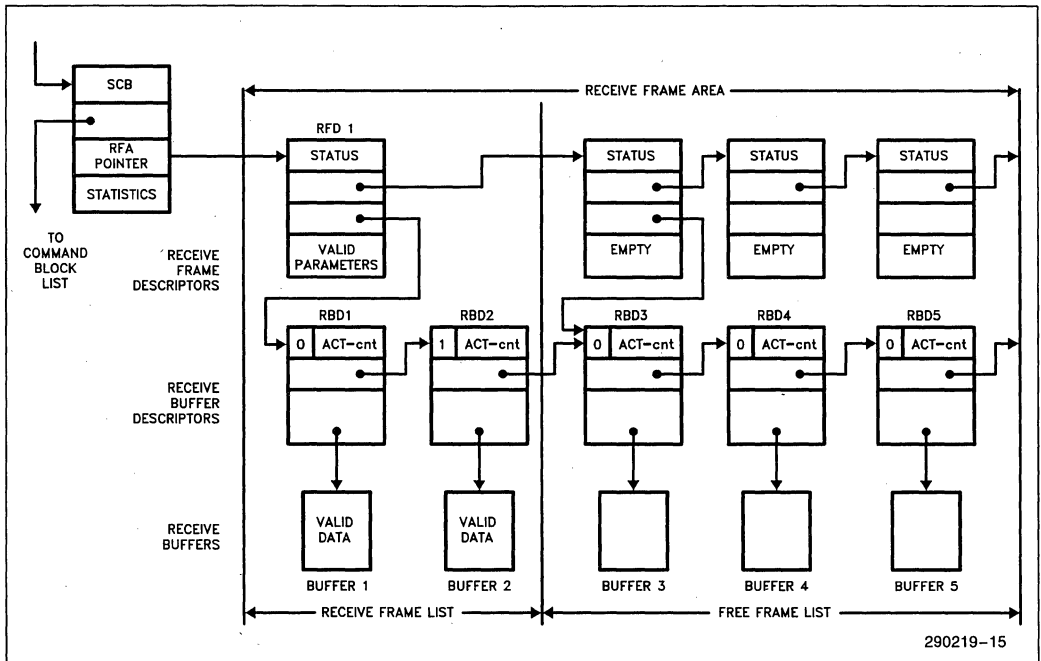 SCB
RECEIVE FRAME AREA
RFD 1
RFA
POINTER
STATUS
STATUS
STATUS
STATUS
STATISTICS
TO
COMMAND
BLOCK
LIST
RECEIVE
FRAME
DESCRIPTORS
VALID
PARAMETERS
EMPTY
EMPTY
EMPTY
RBD1
RBD2
RBD3
RBD4
RBD5
0 ACT-cnt
1 ACT-cnt
0 ACT-cnt
0 ACT-cnt
0 ACT-cnt
RECEIVE
BUFFER
DESCRIPTORS
RECEIVE
BUFFERS
VALID
DATA
VALID
DATA
BUFFER 1
BUFFER 2
BUFFER 3
BUFFER 4
BUFFER 5
RECEIVE FRAME LIST
FREE FRAME LIST
290219-15